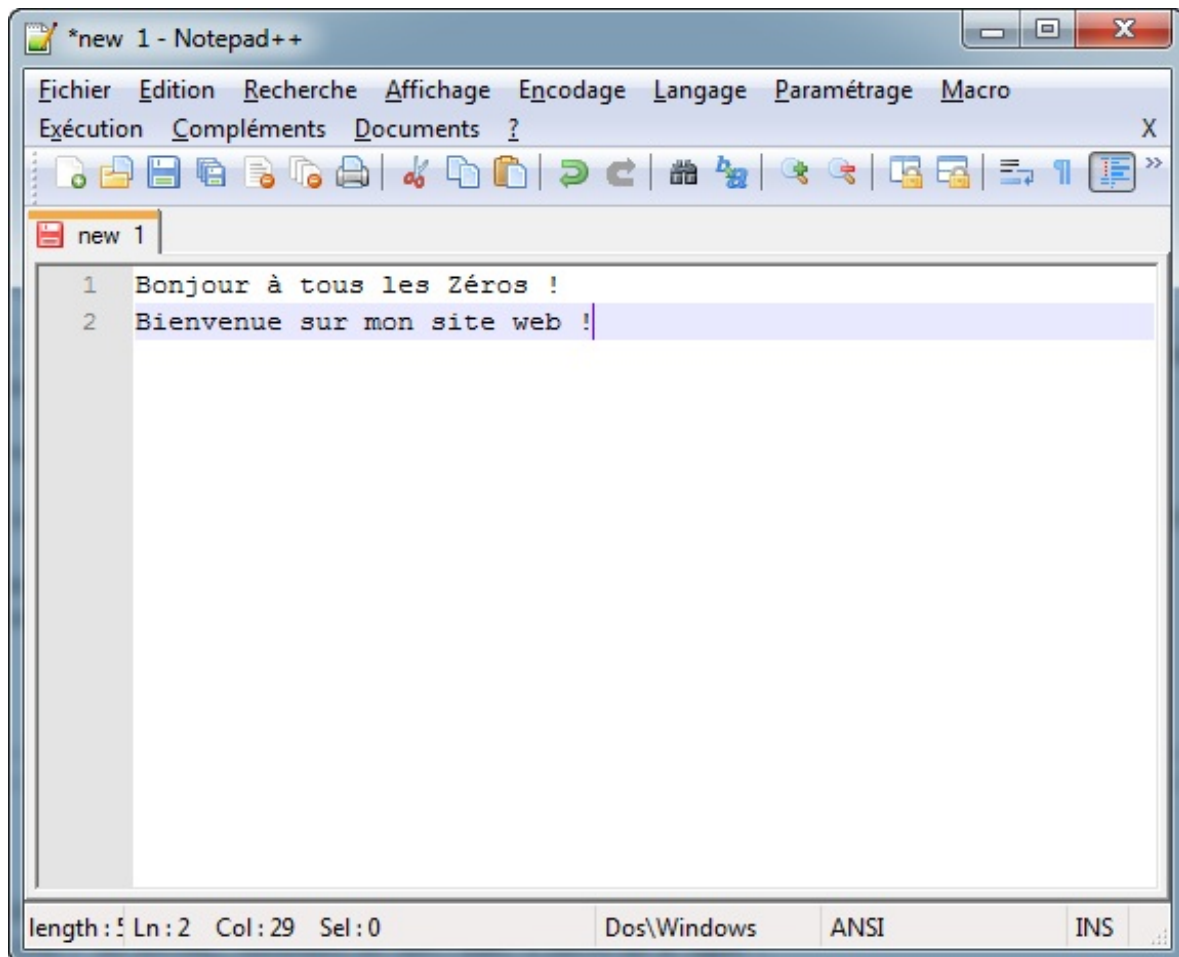 *new 1 - Notepad++
Fichier Edition Recherche Affichage Encodage Langage Paramétrage Macro
Exécution Compléments Documents ? X
new 1
1 Bonjour à tous les Zéros !
2 Bienvenue sur mon site web !
length : Ln : 2 Col : 29 Sel : 0 Dos\Windows ANSI INS